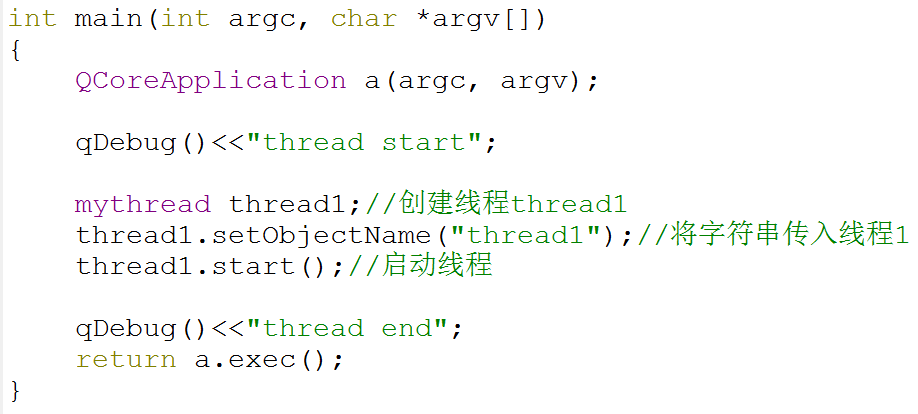 int main(int argc, char *argv[])
{
    QCoreApplication a(argc, argv);
    qDebug()<<"thread start";
    mythread thread1;//创建线程thread1
    thread1.setObjectName("thread1");//将字符串传入线程1
    thread1.start();//启动线程
    qDebug()<<"thread end";
    return a.exec();
}